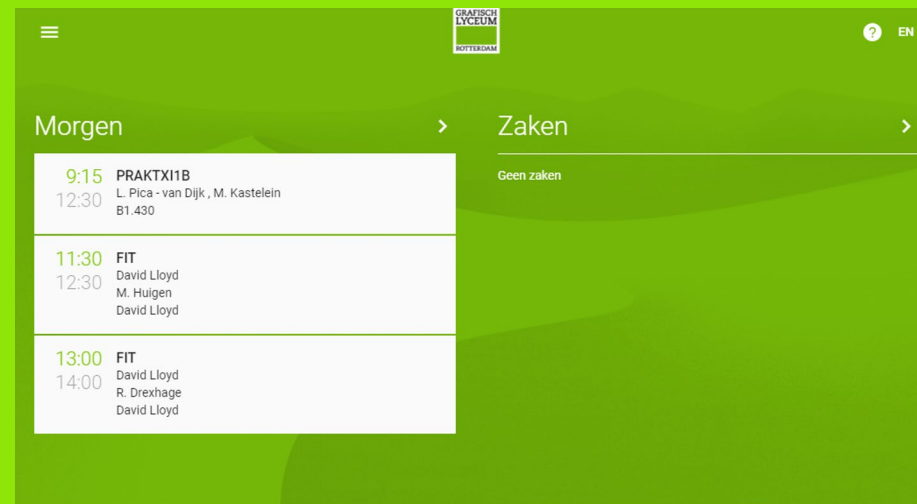 GRAFISCH
LYCEUM
ROTTERDAM
?
EN
Morgen
9:15 PRAKTXI1B
12:30 L. Pica - van Dijk , M. Kastelein
B1.430
11:30 FIT
12:30 David Lloyd
M. Huigen
David Lloyd
13:00 FIT
14:00 David Lloyd
R. Drexhage
David Lloyd
Zaken
Geen zaken